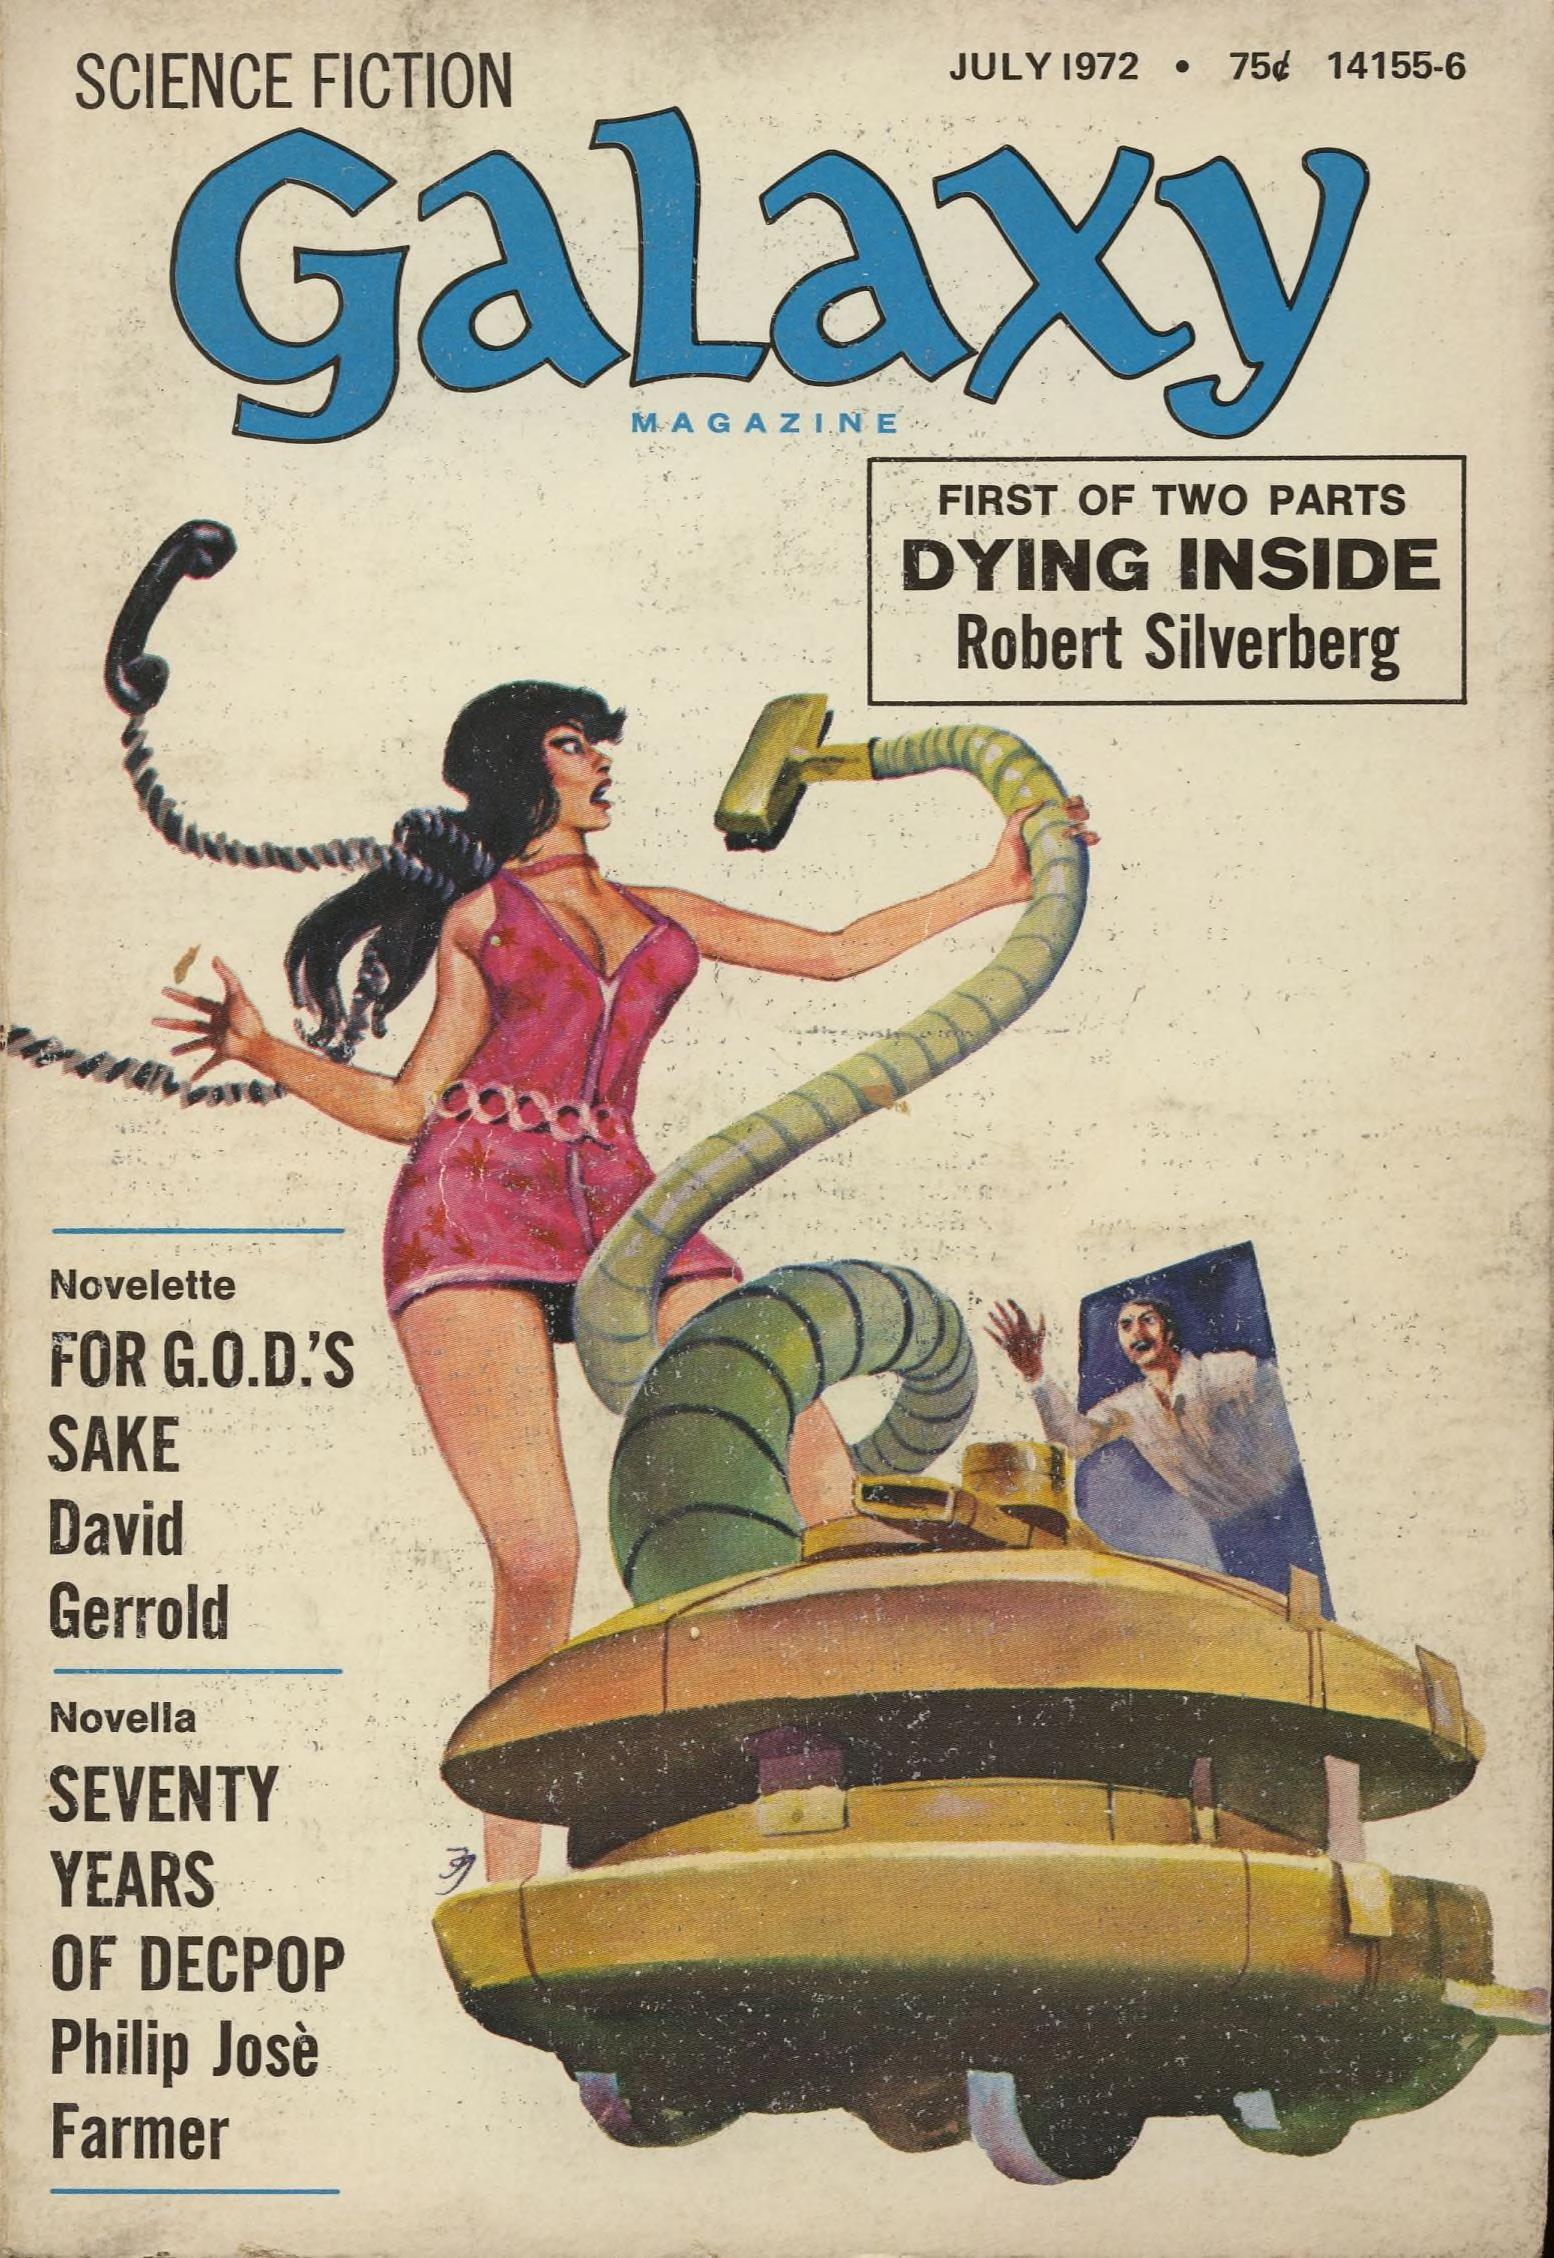 SCIENCE FICTION
JULY 1972 • 75¢ 14155-6
Galaxy
MAGAZINE
FIRST OF TWO PARTS
DYING INSIDE
Robert Silverberg
Novelette
FOR G.O.D.'S
SAKE
David
Gerrold
Novella
SEVENTY
YEARS
OF DECPOP
Philip Josè
Farmer